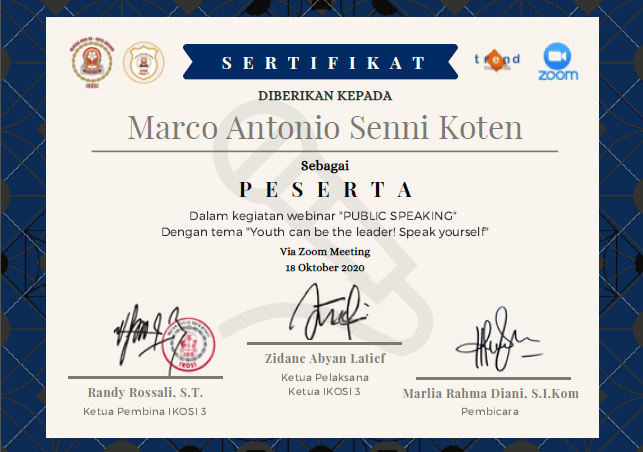 IKOSI
SERTIFIKAT
trend
zoom
DIBERIKAN KEPADA
Marco Antonio Senni Koten
Sebagai
PESERTA
Dalam kegiatan webinar "PUBLIC SPEAKING"
Dengan tema "Youth can be the leader! Speak yourself"
Via Zoom Meeting
18 Oktober 2020
IKOSI
Randy Rossali, S.T.
Ketua Pembina IKOSI 3
Zidane Abyan Latief
Ketua Pelaksana
Ketua IKOSI 3
Marlia Rahma Diani, S.I.Kom
Pembicara